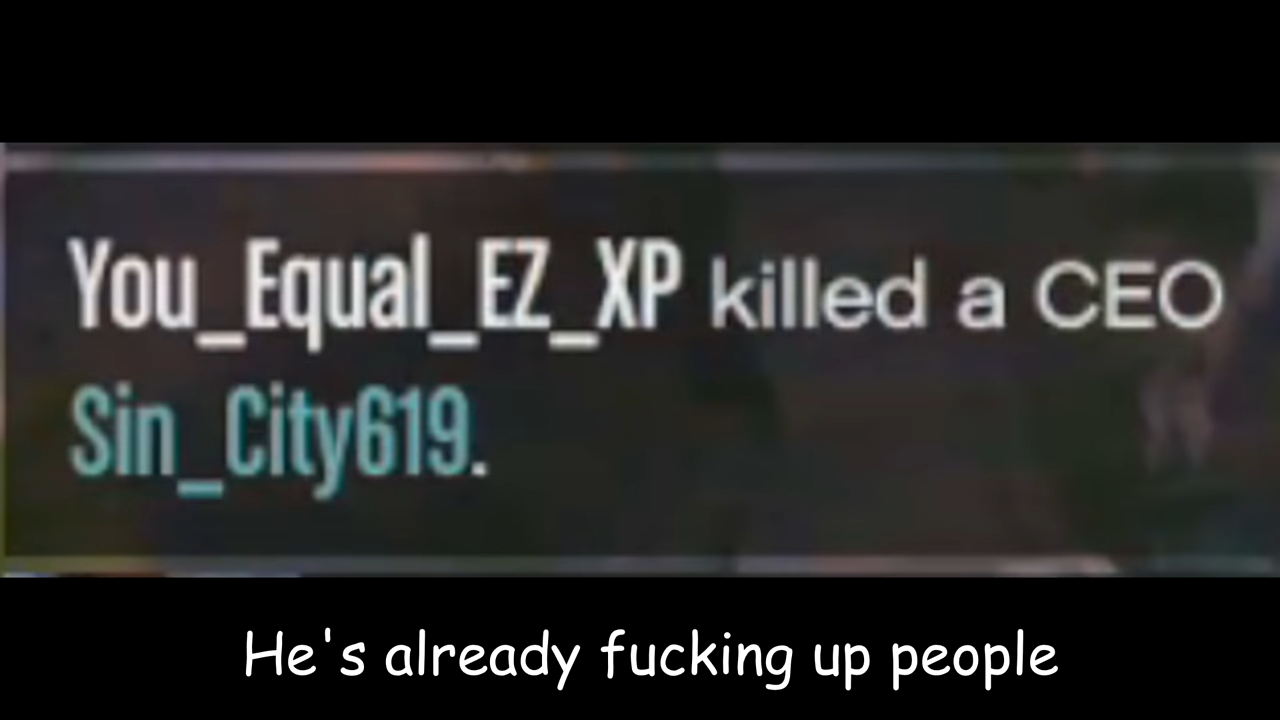 You_Equal_EZ_XP killed a CEO
Sin_City619.
He's already fucking up people